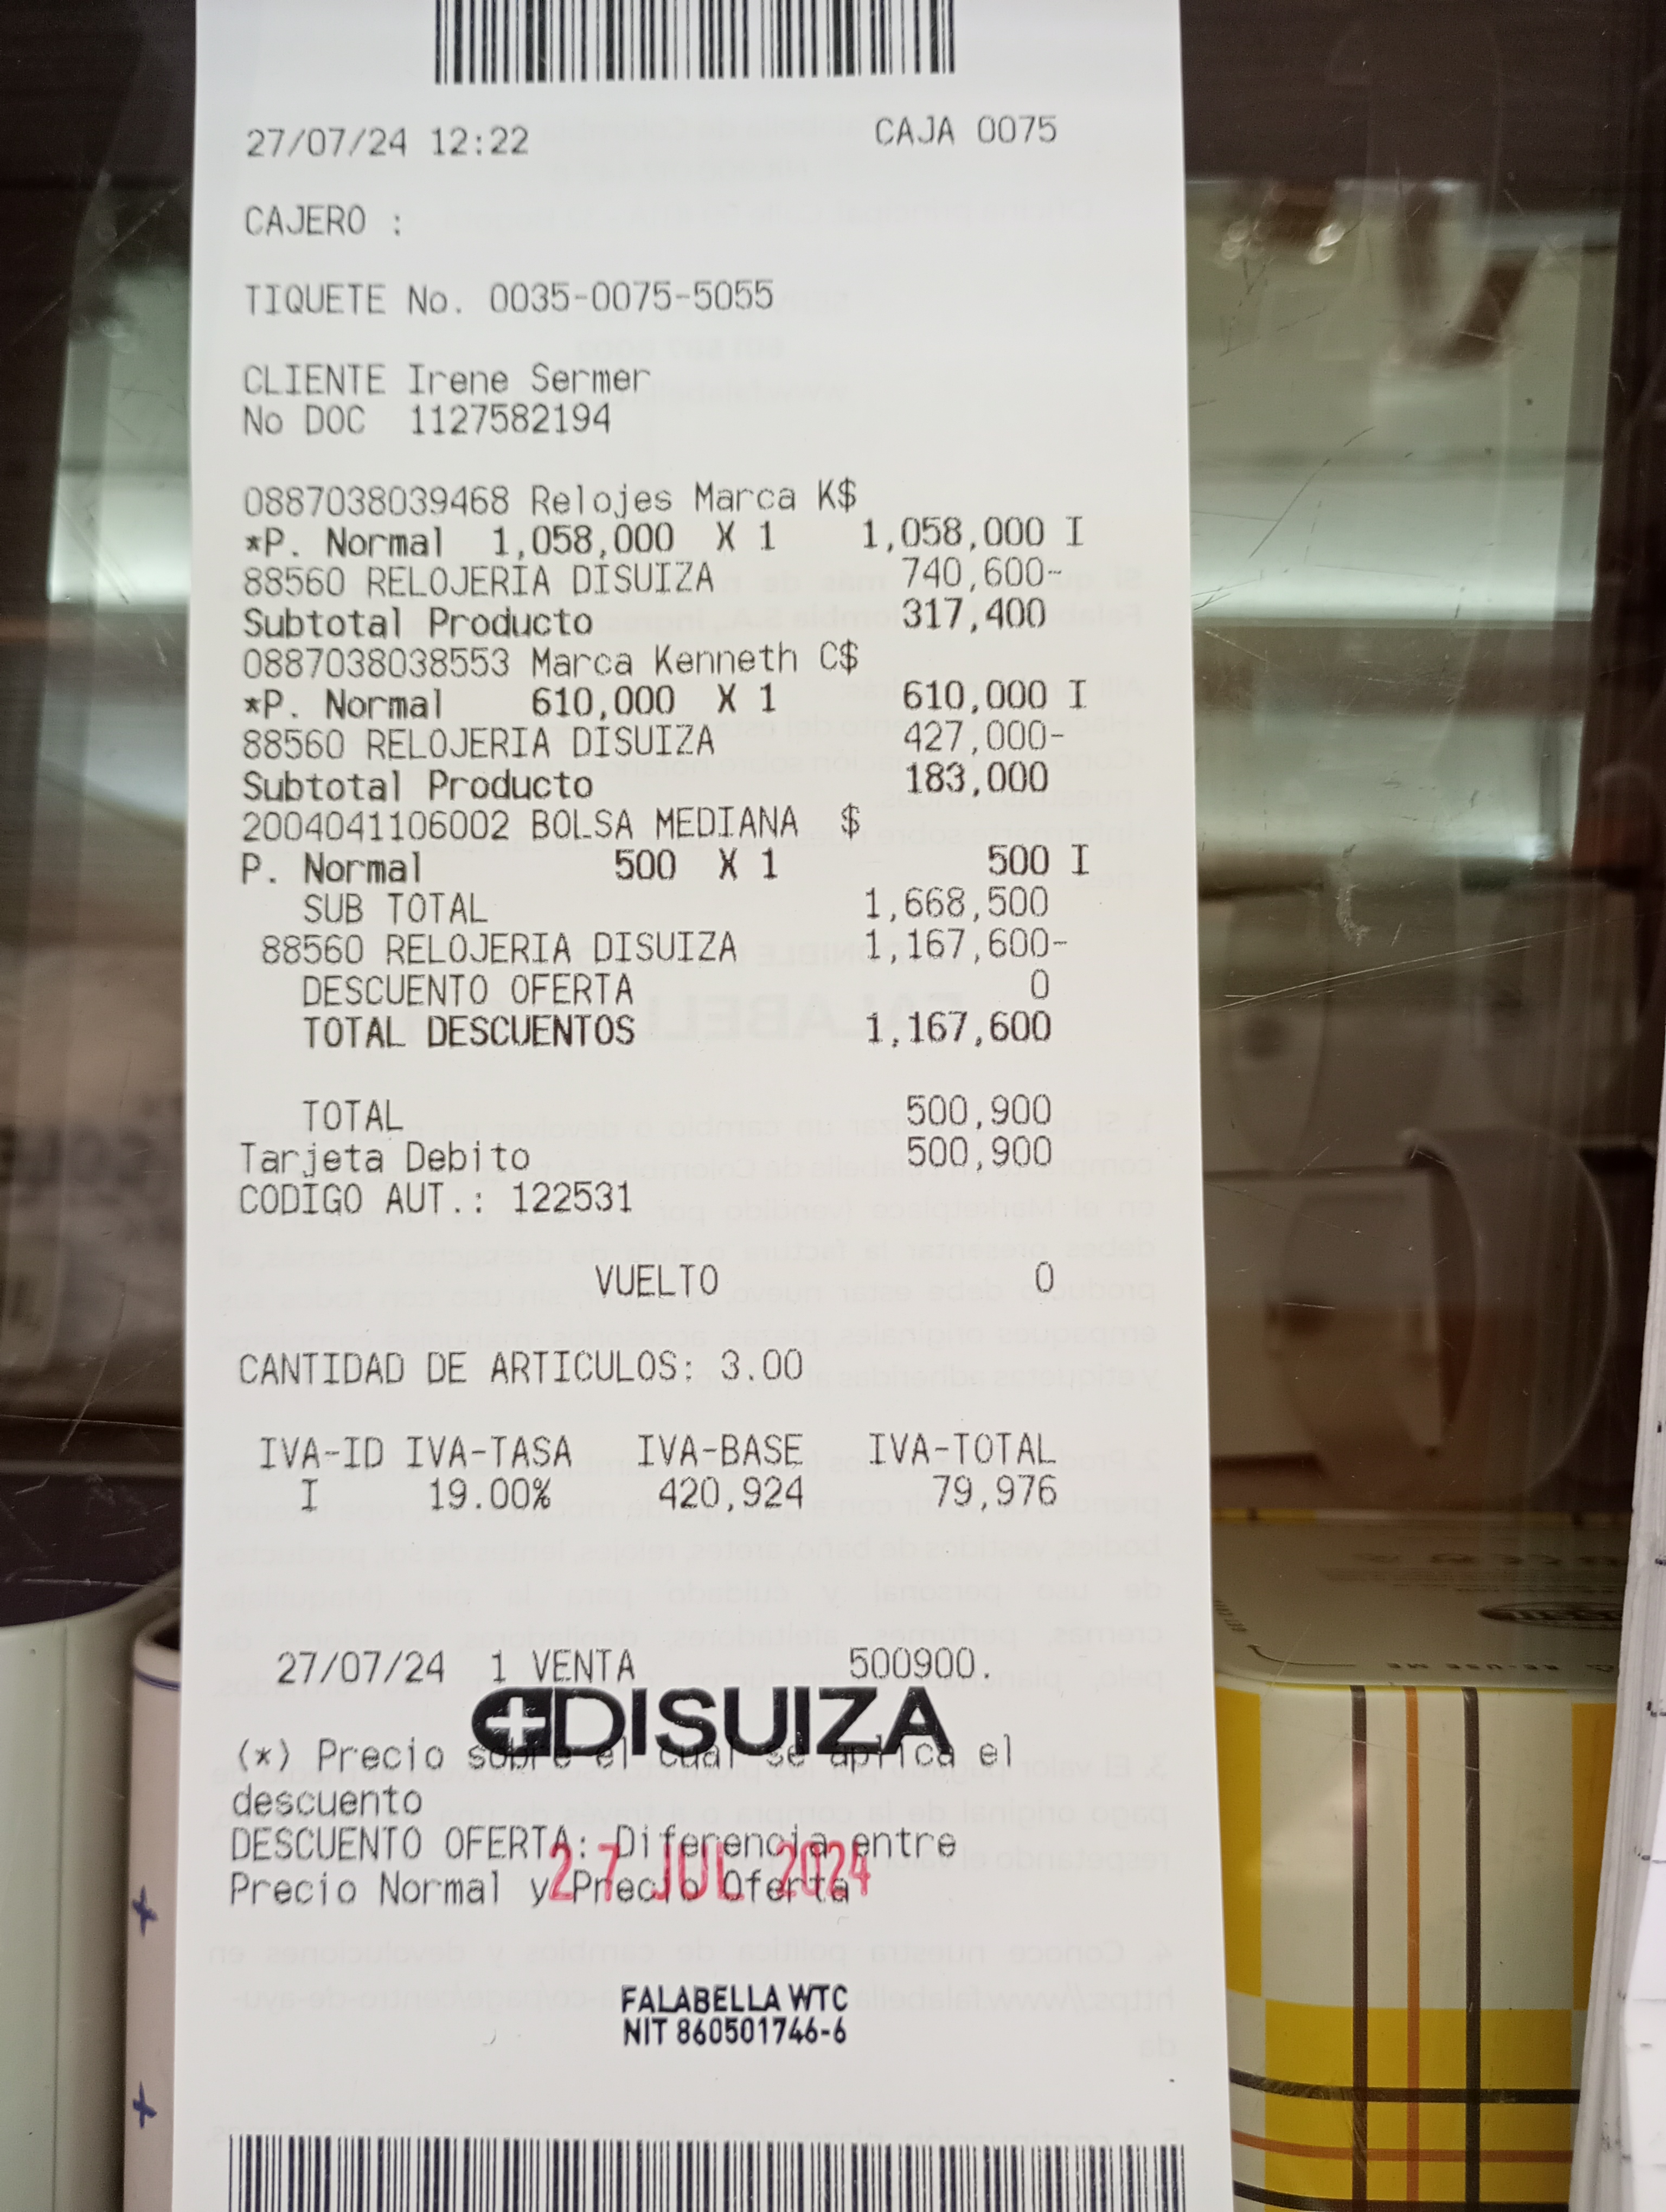 27/07/24 12:22 CAJA 0075
CAJERO :
TIQUETE No. 0035-0075-5055
CLIENTE Irene Sermer
No DOC 1127582194
0887038039468 Relojes Marca K$
*P. Normal 1,058,000 X 1 1,058,000 I
88560 RELOJERIA DISUIZA 740,600-
Subtotal Producto 317,400
0887038038553 Marca Kenneth C$
*P. Normal 610,000 X 1 610,000 I
88560 RELOJERIA DISUIZA 427,000-
Subtotal Producto 183,000
2004041106002 BOLSA MEDIANA $
P. Normal 500 X 1 500 I
SUB TOTAL 1,668,500
88560 RELOJERIA DISUIZA 1,167,600-
DESCUENTO OFERTA 0
TOTAL DESCUENTOS 1,167,600
TOTAL 500,900
Tarjeta Debito 500,900
CODIGO AUT.: 122531
VUELTO 0
CANTIDAD DE ARTICULOS: 3.00
IVA-ID IVA-TASA IVA-BASE IVA-TOTAL
I 19.00% 420,924 79,976
27/07/24 1 VENTA 500900.
DISUIZA
(*) Precio sobre el cual se aplica el
descuento
DESCUENTO OFERTA: Diferencia entre
27 JUL 2024
Precio Normal y Precio Oferta
FALABELLA WTC
NIT 860501746-6